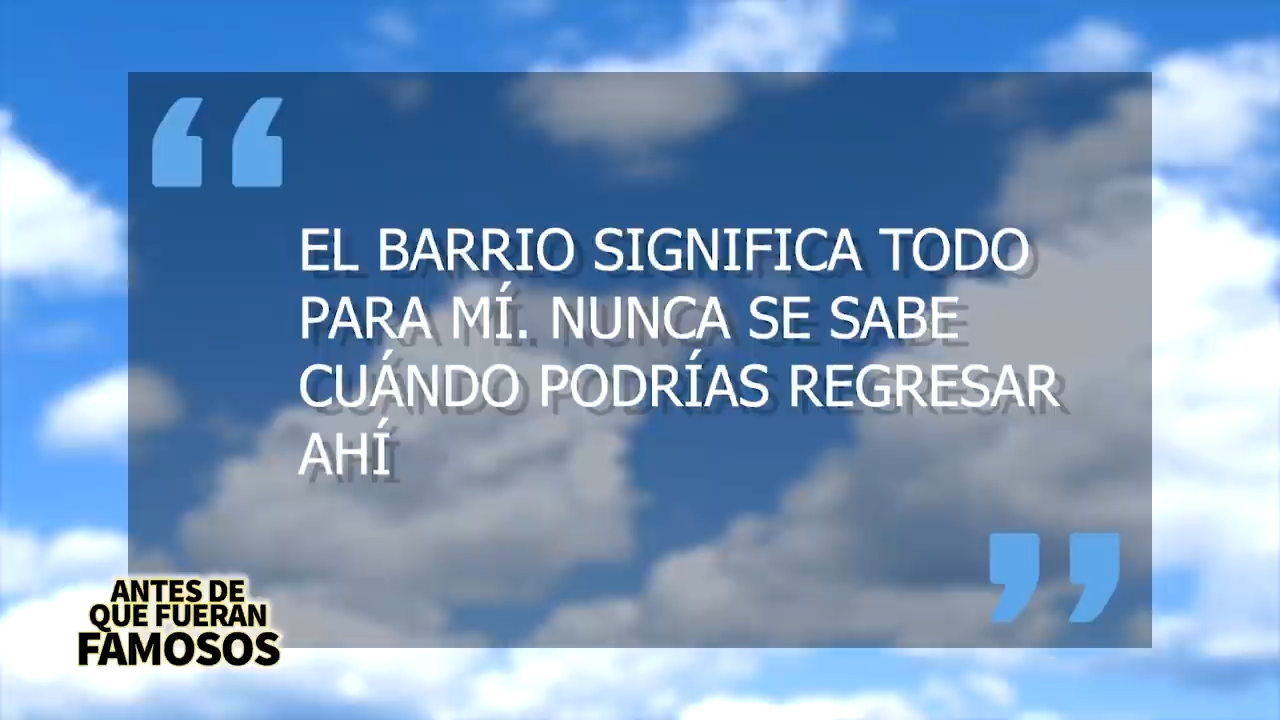 EL BARRIO SIGNIFICA TODO
PARA MÍ. NUNCA SE SABE
CUÁNDO PODRÍAS REGRESAR
AHÍ
ANTES DE
QUE FUERAN
FAMOSOS